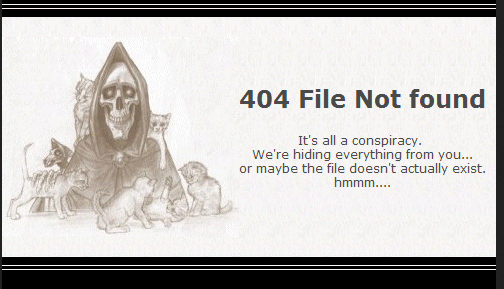 404 File Not found
It's all a conspiracy.
We're hiding everything from you...
or maybe the file doesn't actually exist.
hmmm....